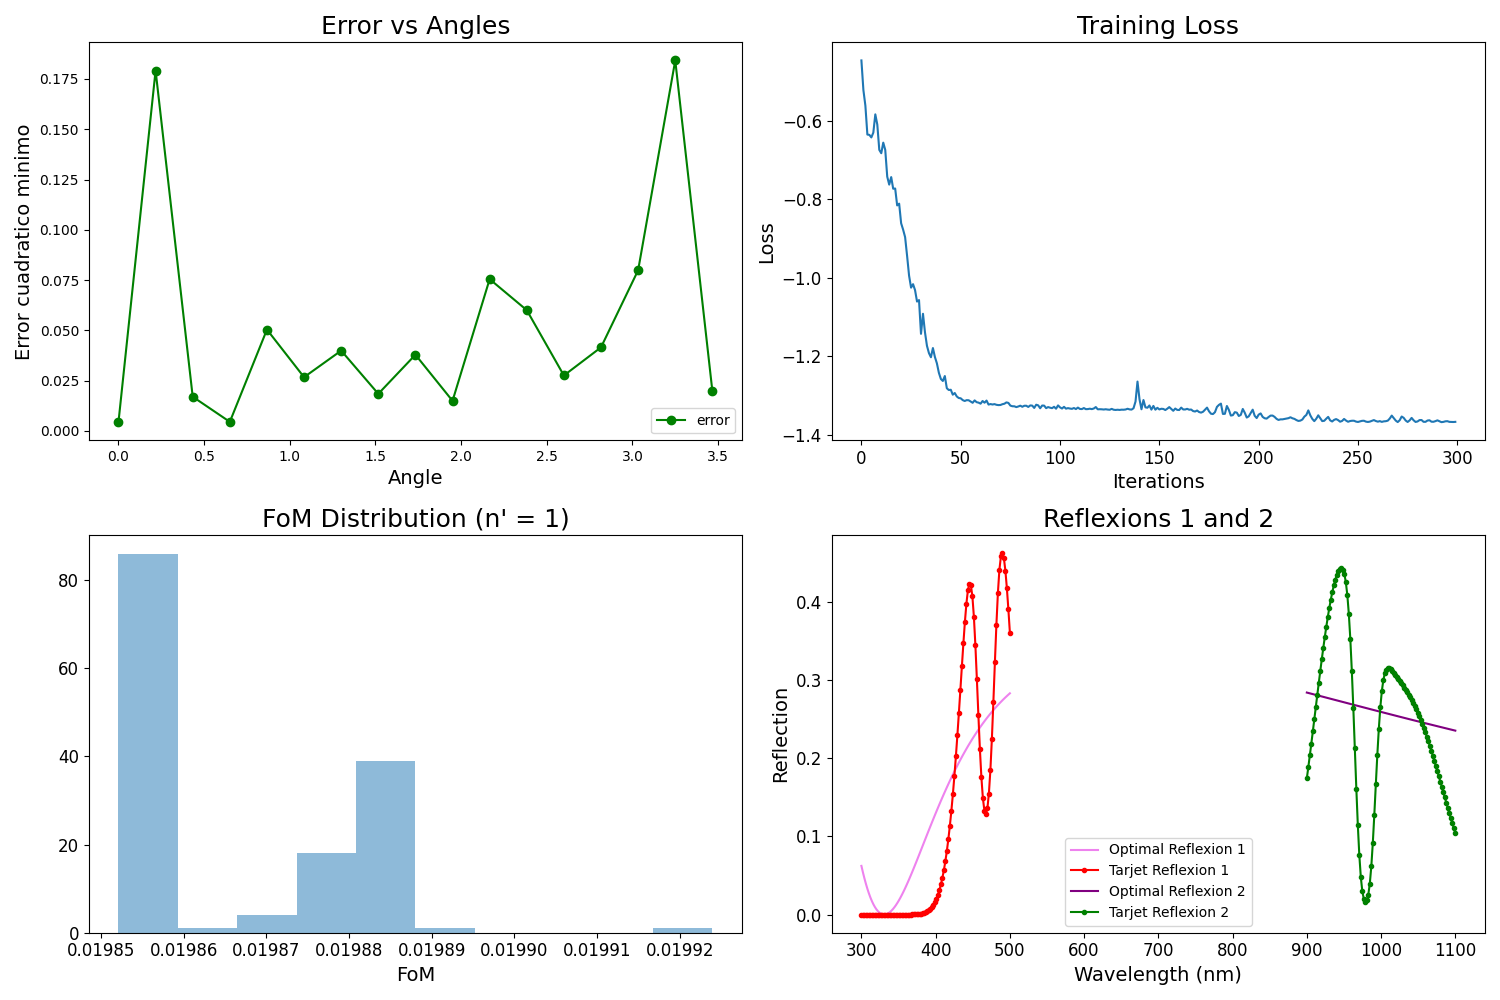 Error vs Angles
Error cuadratico minimo
0.175
0.150
0.125
0.100
0.075
0.050
0.025
0.000
error
0.0 0.5 1.0 1.5 2.0 2.5 3.0 3.5
Angle
Training Loss
Loss
−0.6
−0.8
−1.0
−1.2
−1.4
0 50 100 150 200 250 300
Iterations
FoM Distribution (n' = 1)
80
60
40
20
0
0.01985 0.01986 0.01987 0.01988 0.01989 0.01990 0.01991 0.01992
FoM
Reflexions 1 and 2
Reflection
0.4
0.3
0.2
0.1
0.0
Optimal Reflexion 1
Tarjet Reflexion 1
Optimal Reflexion 2
Tarjet Reflexion 2
300 400 500 600 700 800 900 1000 1100
Wavelength (nm)